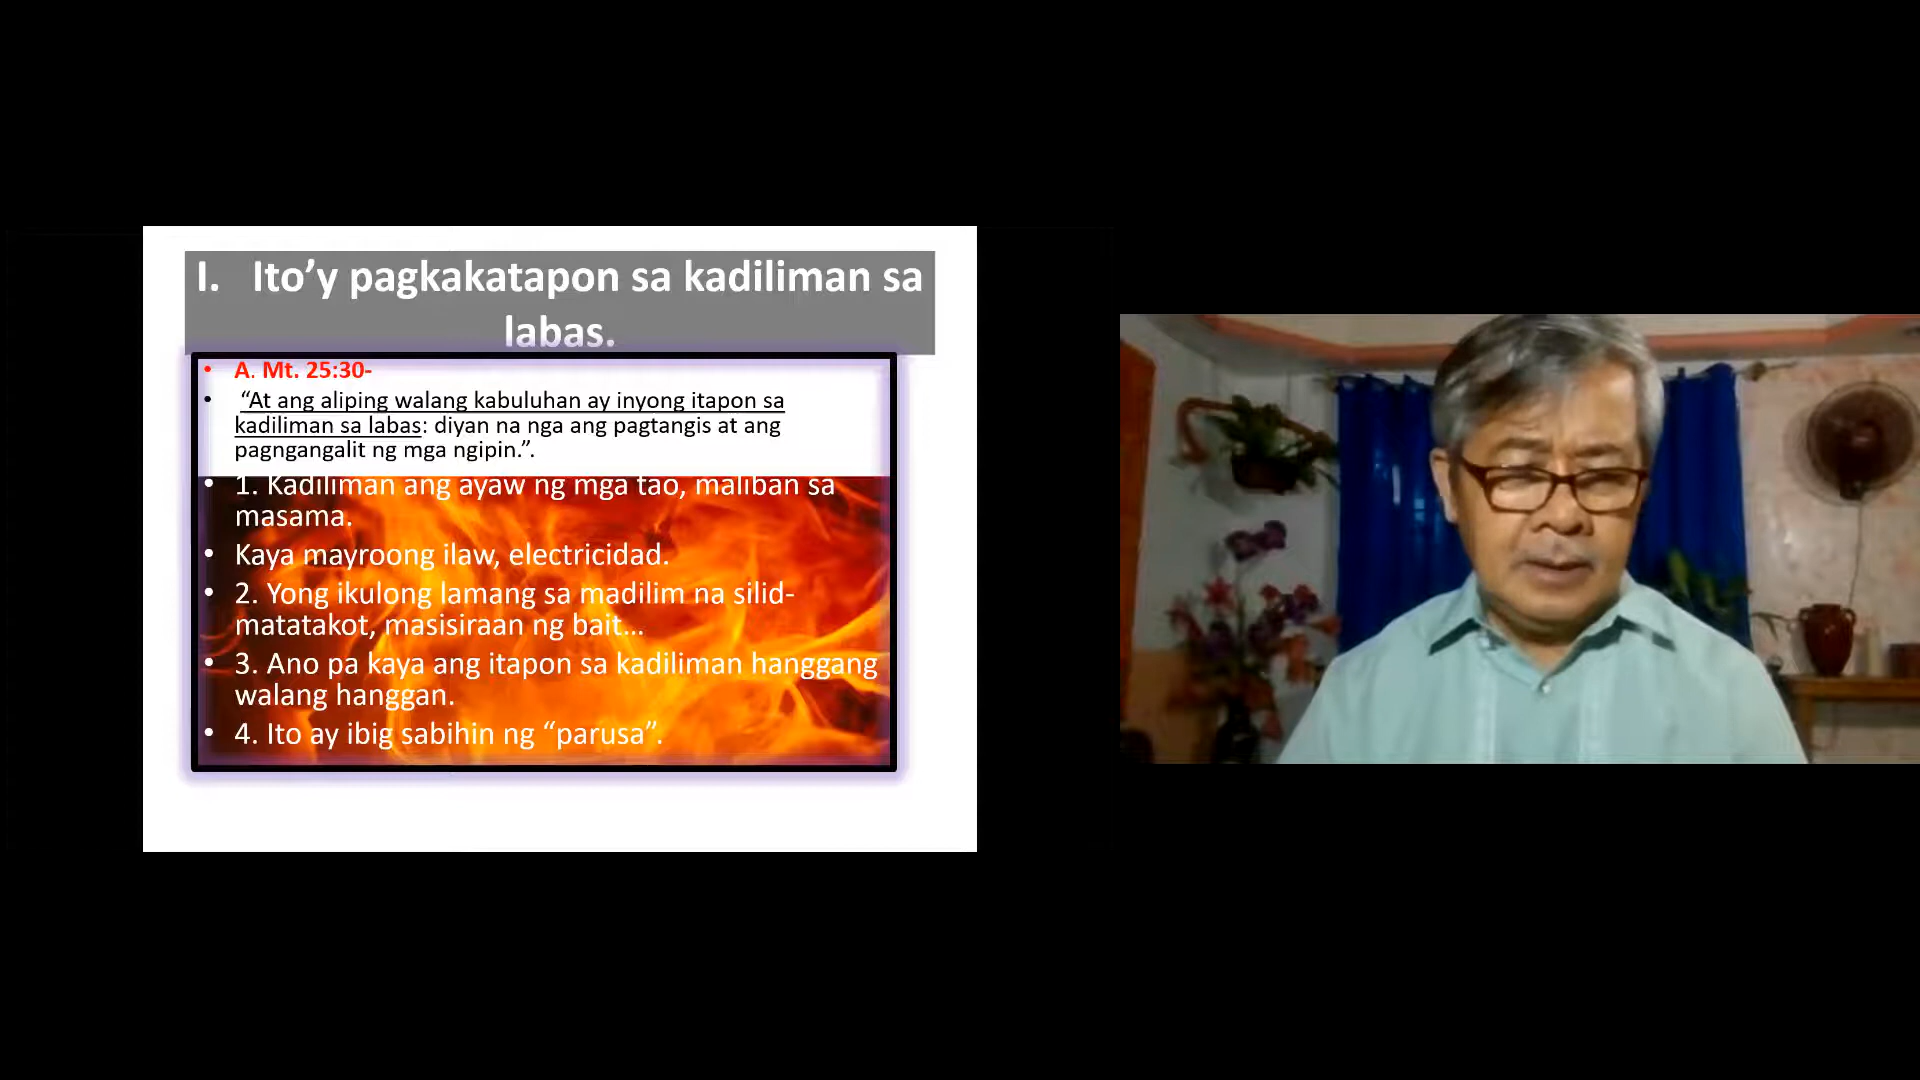 I. Ito’y pagkakatapon sa kadiliman sa
labas.
• A. Mt. 25:30-
• “At ang aliping walang kabuluhan ay inyong itapon sa
kadiliman sa labas: diyan na nga ang pagtangis at ang
pagngangalit ng mga ngipin.”.
• 1. Kadiliman ang ayaw ng mga tao, maliban sa
masama.
• Kaya mayroong ilaw, electricidad.
• 2. Yong ikulong lamang sa madilim na silid-
matatakot, masisiraan ng bait...
• 3. Ano pa kaya ang itapon sa kadiliman hanggang
walang hanggan.
• 4. Ito ay ibig sabihin ng “parusa”.